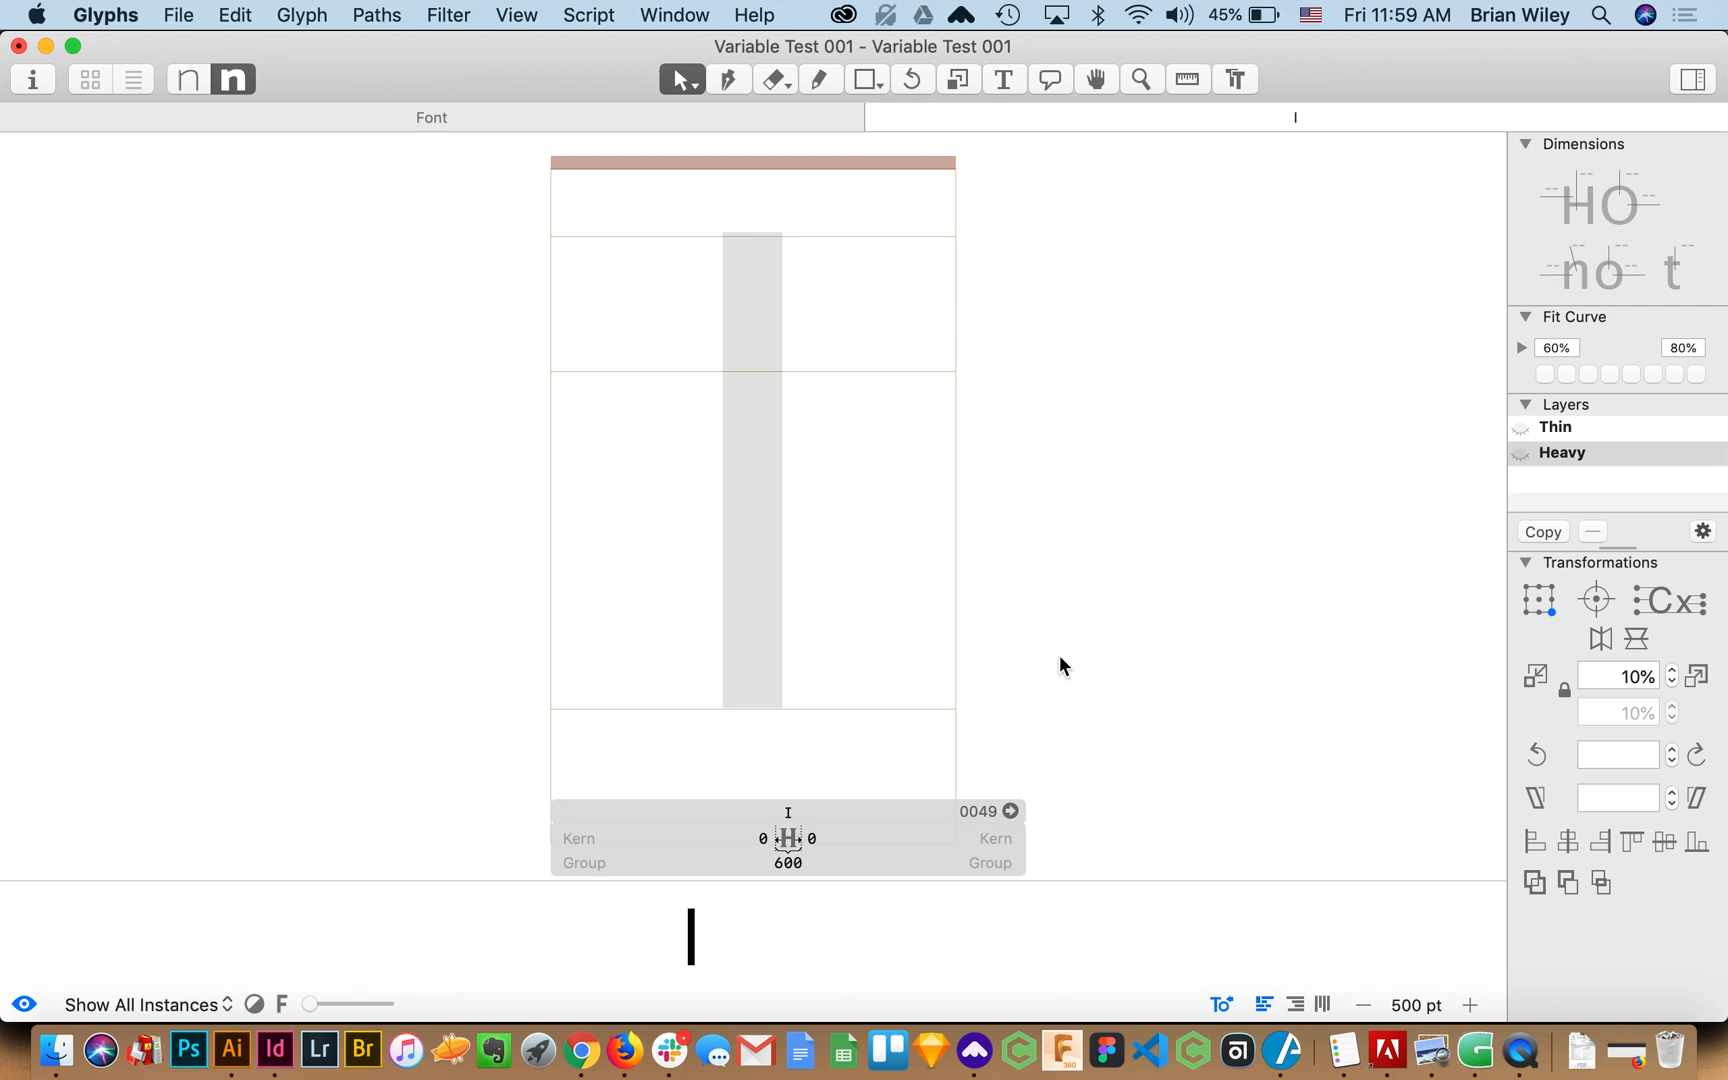 Glyphs File Edit Glyph Paths Filter View Script Window Help 45% Fri 11:59 AM Brian Wiley
Variable Test 001 - Variable Test 001
Font I
Dimensions
HO
no t
Fit Curve
60% 80%
Layers
Thin
Heavy
Copy
Transformations
Cx
10%
10%
I 0049
Kern 0 H 0 Kern
Group 600 Group
I
Show All Instances F 500 pt
Ps Ai Id Lr Br